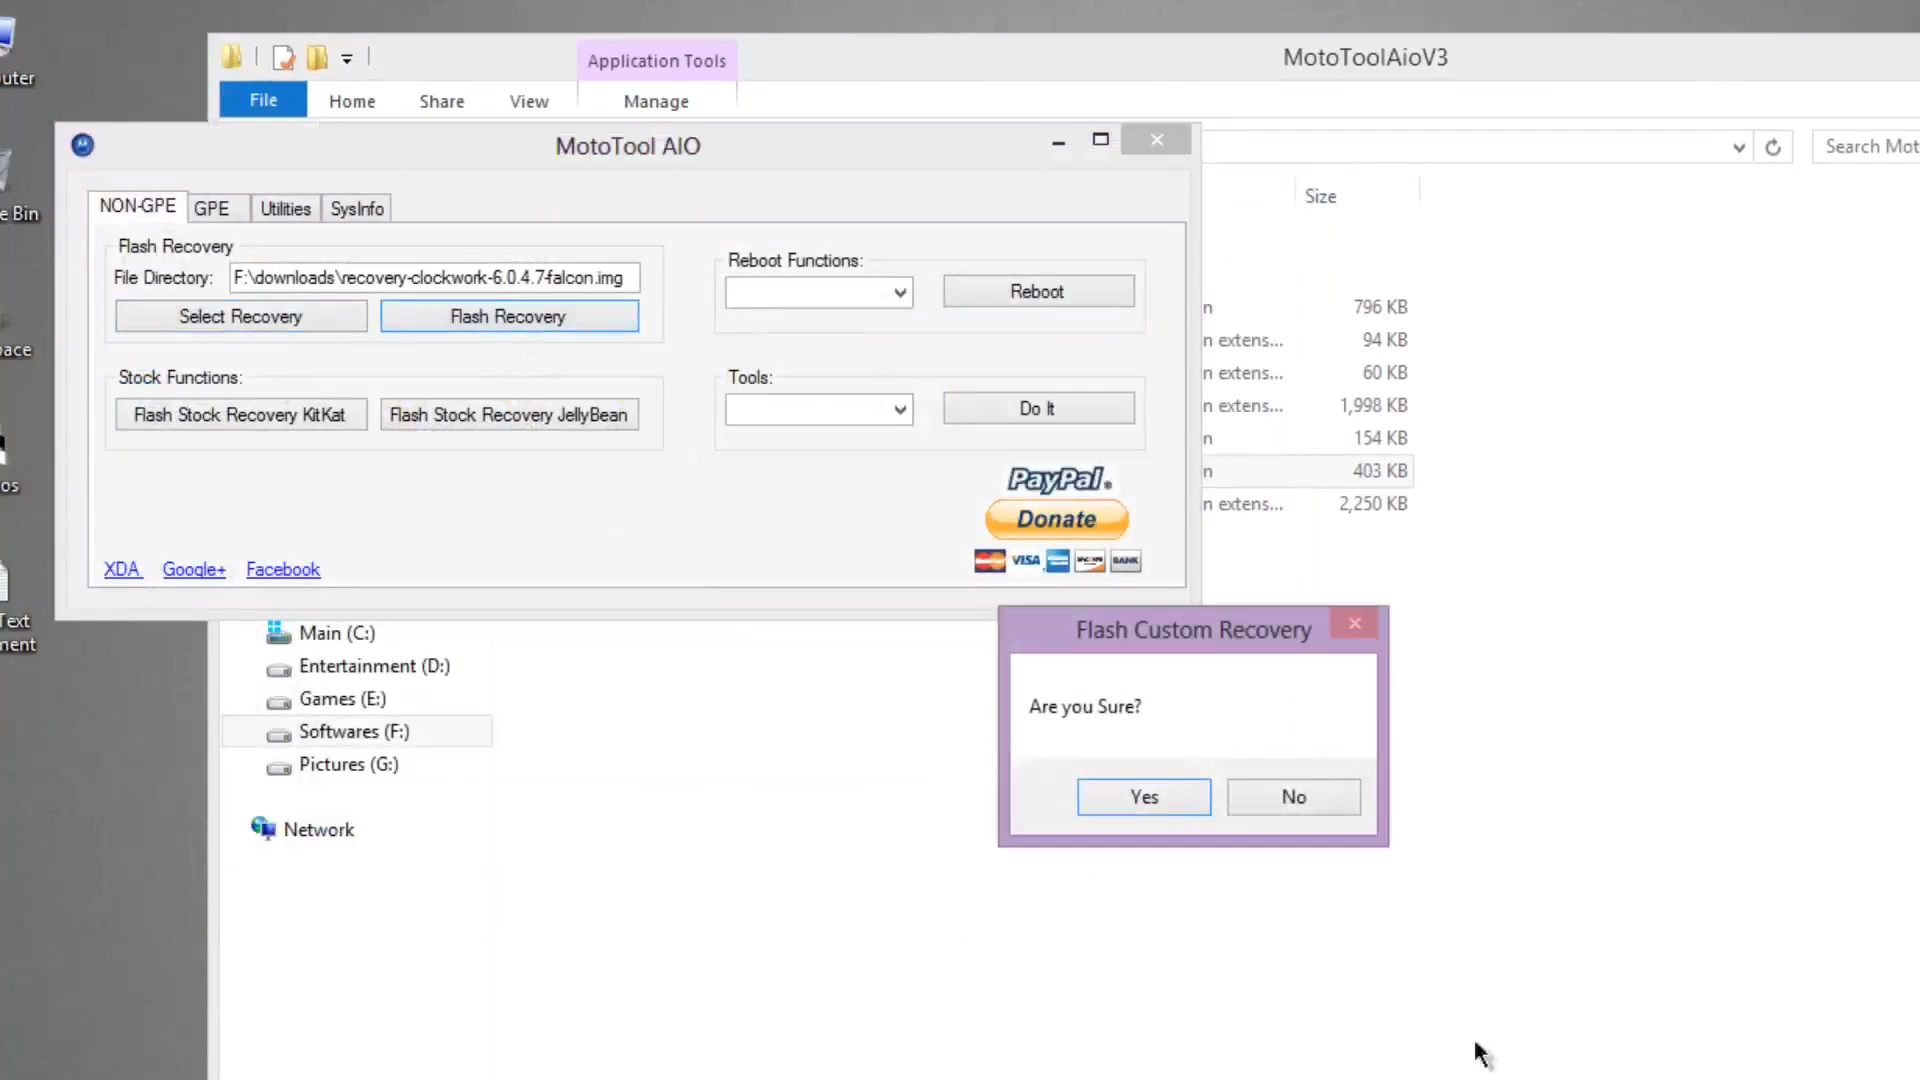 Application Tools
MotoToolAioV3
File
Home
Share
View
Manage
uter
MotoTool AIO
Search Mot
e Bin
NON-GPE
GPE
Utilities
SysInfo
Size
Flash Recovery
File Directory:
F:\downloads\recovery-clockwork-6.0.4.7-falcon.img
Select Recovery
Flash Recovery
Reboot Functions:
Reboot
n
796 KB
n extens...
94 KB
n extens...
60 KB
n extens...
1,998 KB
n
154 KB
n
403 KB
n extens...
2,250 KB
pace
Stock Functions:
Flash Stock Recovery KitKat
Flash Stock Recovery JellyBean
Tools:
Do It
os
PayPal
Donate
VISA
BANK
XDA
Google+
Facebook
Text
ment
Main (C:)
Entertainment (D:)
Games (E:)
Softwares (F:)
Pictures (G:)
Network
Flash Custom Recovery
Are you Sure?
Yes
No